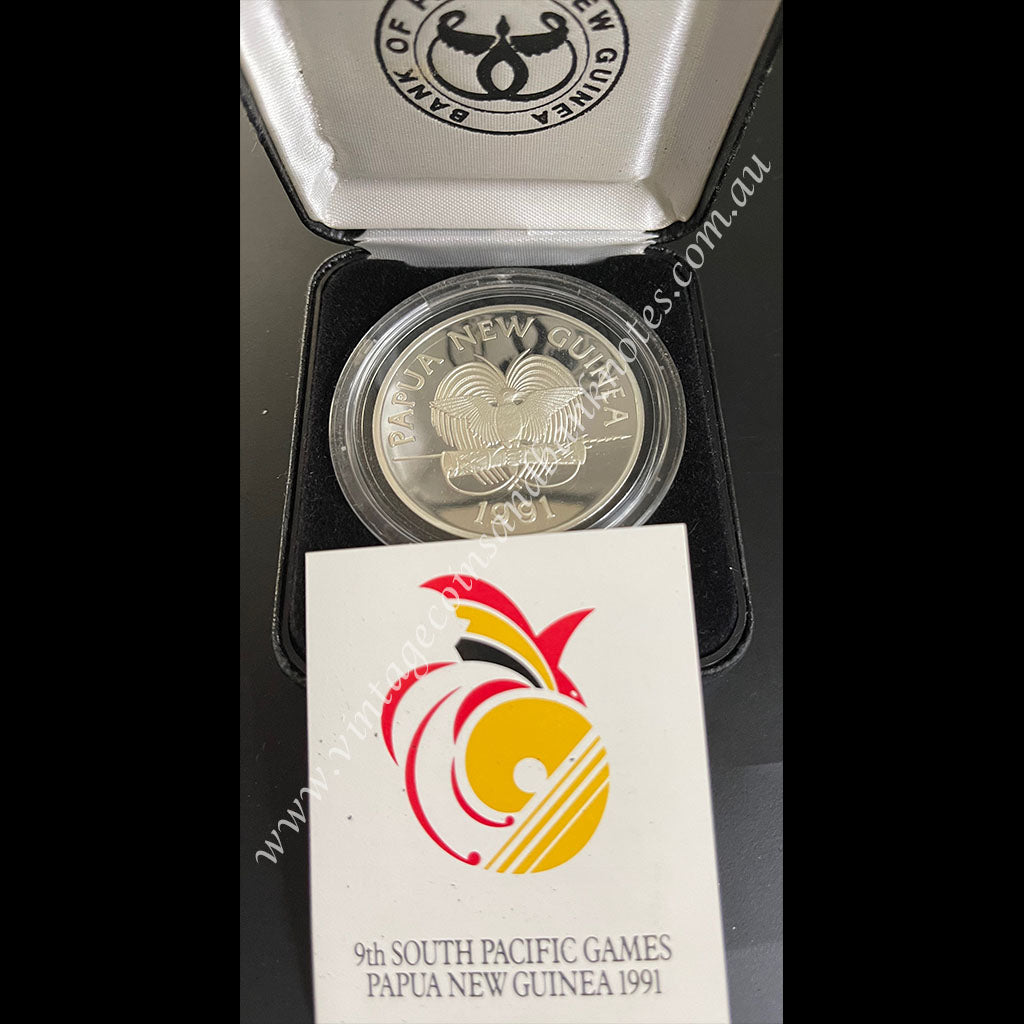 BANK OF P
EW GUINEA
PAPUA NEW GUINEA
1991
www.vintagecoinsandbanknotes.com.au
9th SOUTH PACIFIC GAMES
PAPUA NEW GUINEA 1991